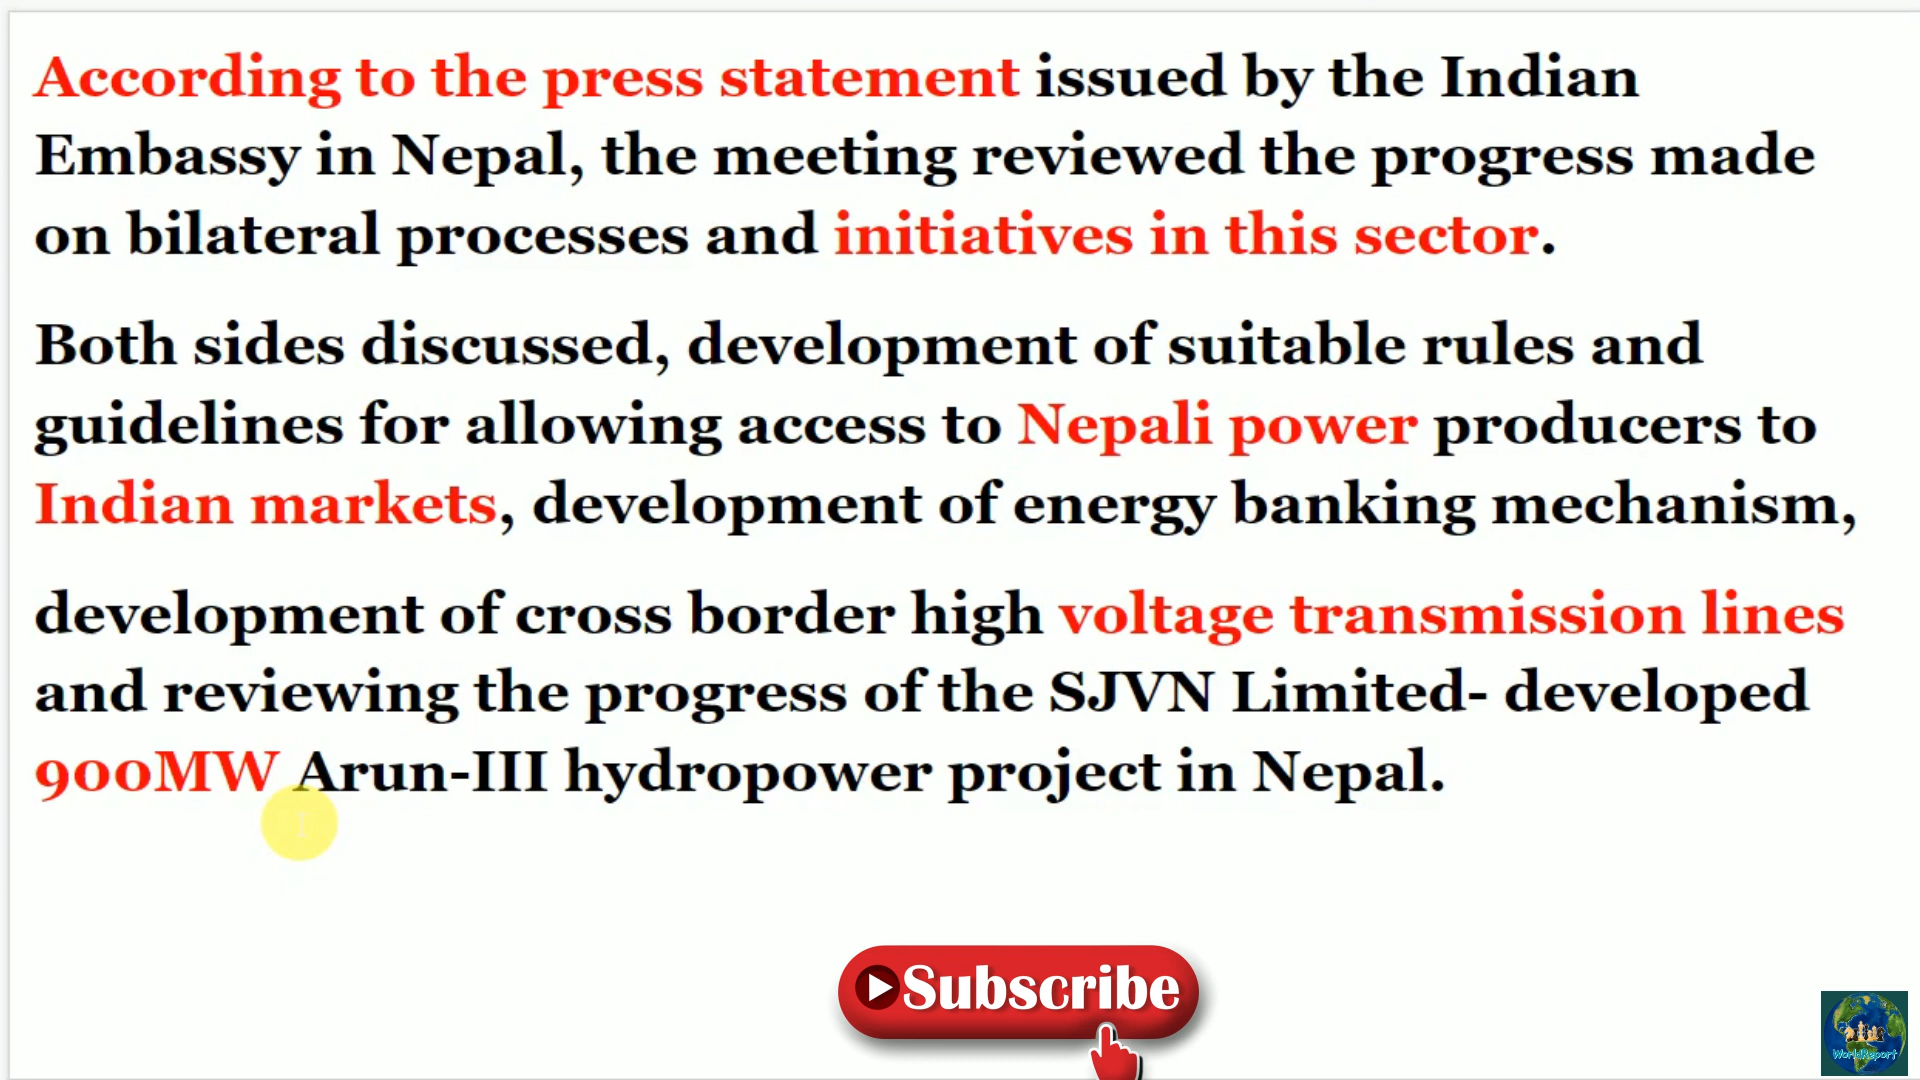 According to the press statement issued by the Indian
Embassy in Nepal, the meeting reviewed the progress made
on bilateral processes and initiatives in this sector.
Both sides discussed, development of suitable rules and
guidelines for allowing access to Nepali power producers to
Indian markets, development of energy banking mechanism,
development of cross border high voltage transmission lines
and reviewing the progress of the SJVN Limited- developed
900MW Arun-III hydropower project in Nepal.
Subscribe
WorldReport